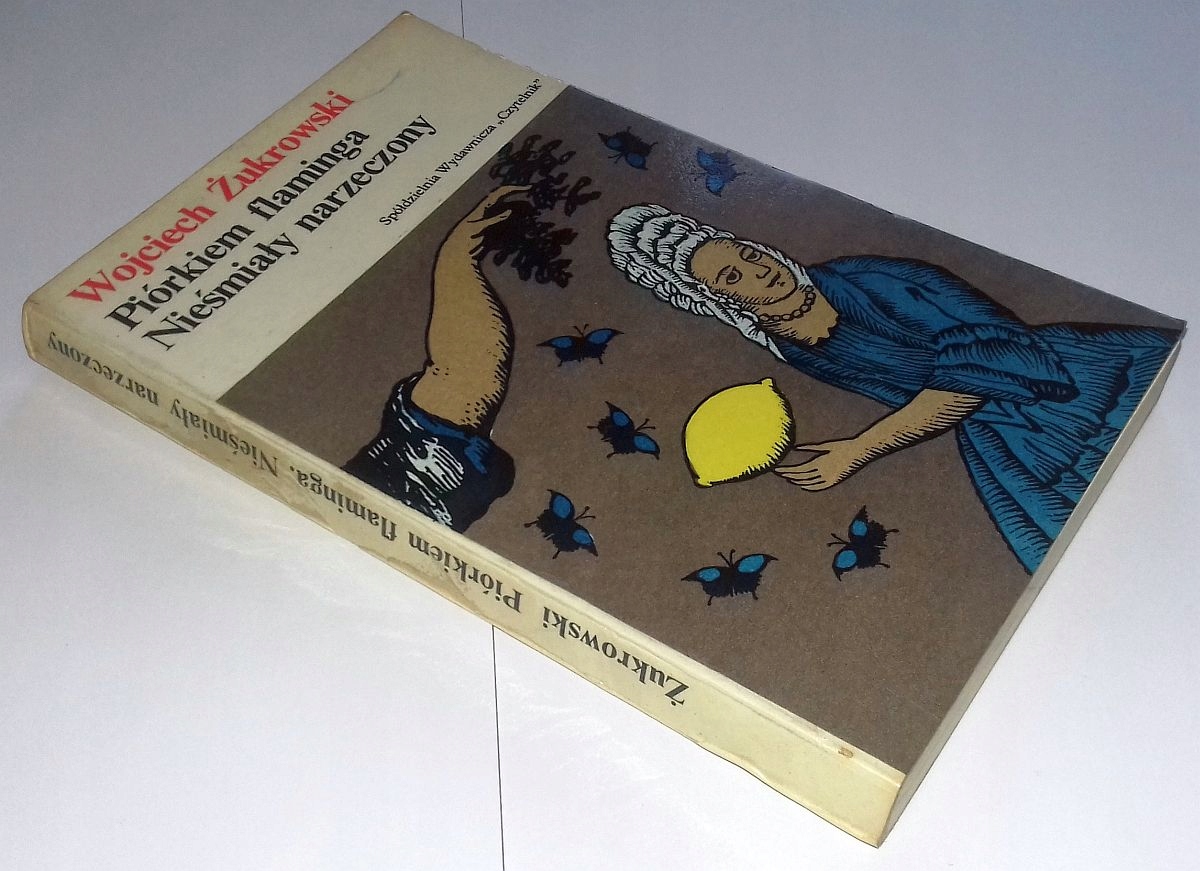 Wojciech Żukrowski
Piórkiem flaminga
Nieśmiały narzeczony
Spółdzielnia Wydawnicza „Czytelnik”
Żukrowski Piórkiem flaminga. Nieśmiały narzeczony